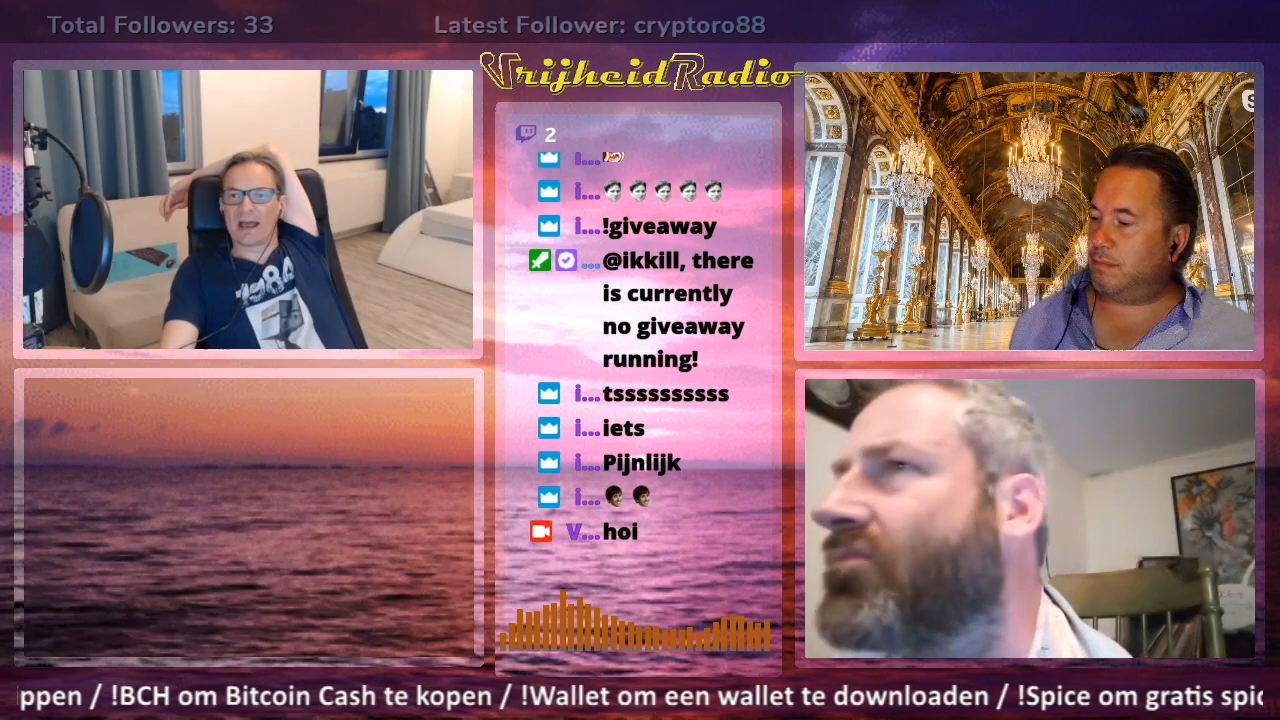 Total Followers: 33
Latest Follower: cryptoro88
VrijheidRadio
2
i...
i...
i...!giveaway
...@ikkill, there
is currently
no giveaway
running!
i...tssssssssss
i...iets
i...Pijnlijk
i...
V...hoi
1984
S
ppen / !BCH om Bitcoin Cash te kopen / !Wallet om een wallet te downloaden / !Spice om gratis spic